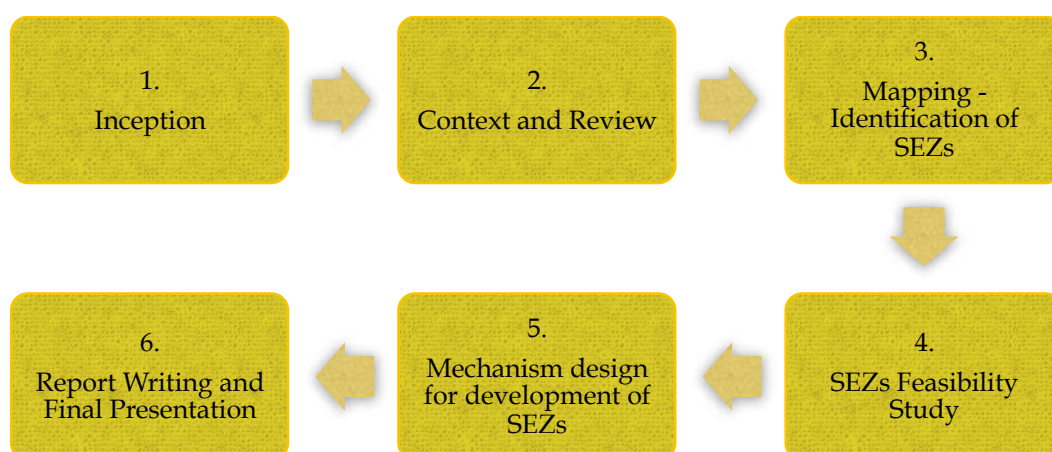 1.
Inception
2.
Context and Review
3.
Mapping -
Identification of
SEZs
4.
SEZs Feasibility
Study
5.
Mechanism design
for development of
SEZs
6.
Report Writing and
Final Presentation